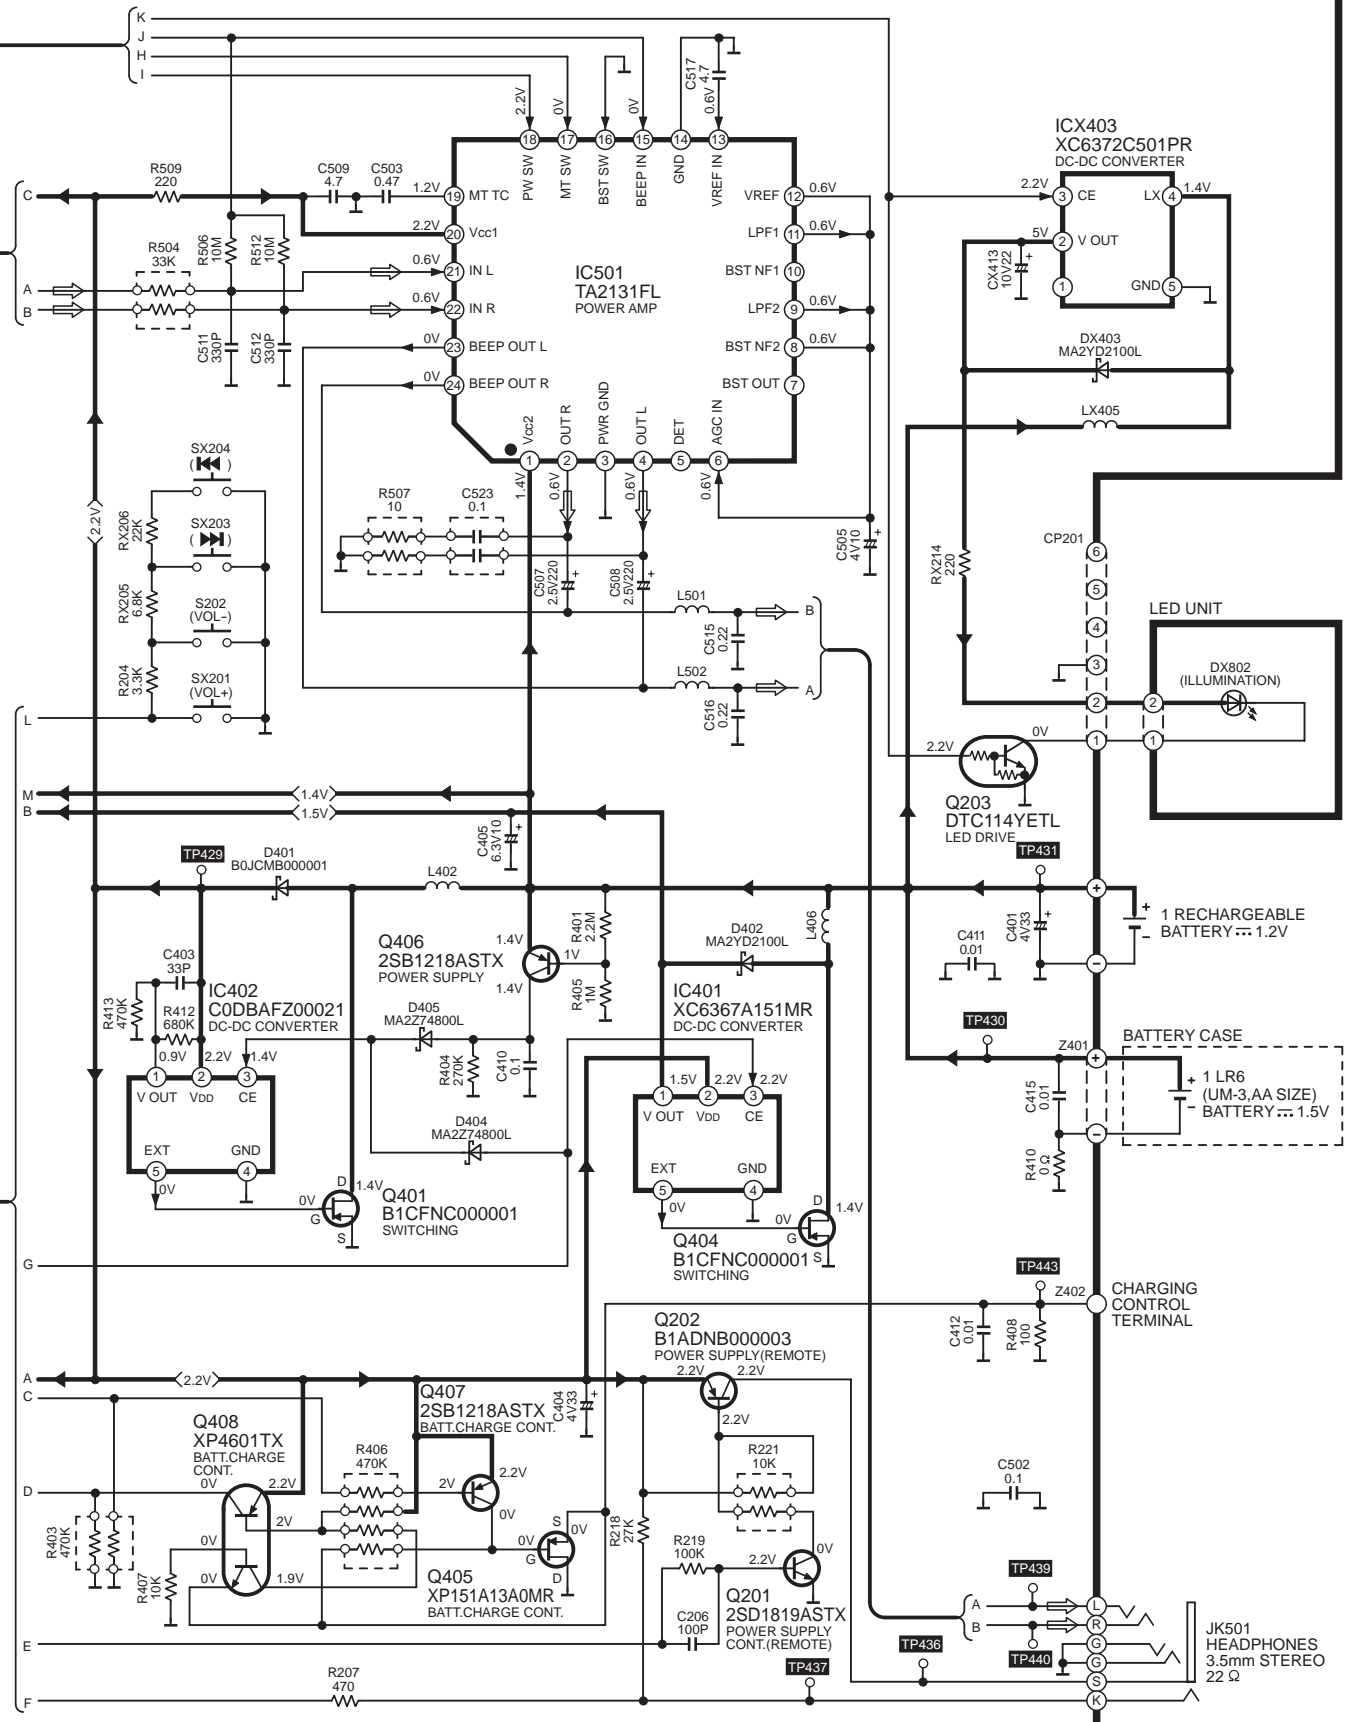 K
J
H
I
2.2V
0V
0V
C517
4.7
0.6V
18
17
16
15
14
13
PW SW
MT SW
BST SW
BEEP IN
GND
VREF IN
ICX403
XC6372C501PR
DC-DC CONVERTER
2.2V
3
CE
LX
4
1.4V
5V
2
V OUT
CX413
10V22
1
GND
5
DX403
MA2YD2100L
LX405
C
R509
220
C509
4.7
C503
0.47
1.2V
19
MT TC
2.2V
20
Vcc1
R504
33K
R506
10M
R512
10M
0.6V
21
IN L
0.6V
22
IN R
A
B
C511
330P
C512
330P
0V
23
BEEP OUT L
0V
24
BEEP OUT R
IC501
TA2131FL
POWER AMP
VREF
12
0.6V
LPF1
11
0.6V
BST NF1
10
LPF2
9
0.6V
BST NF2
8
0.6V
BST OUT
7
Vcc2
OUT R
PWR GND
OUT L
DET
AGC IN
1
2
3
4
5
6
1.4V
0.6V
0.6V
0.6V
SX204
SX203
S202
(VOL-)
SX201
(VOL+)
RX206
22K
RX205
6.8K
R204
3.3K
2.2V
R507
10
C523
0.1
C507
2.5V220
+
C508
2.5V220
+
C505
4V10
+
L501
C515
0.22
L502
C516
0.22
B
A
RX214
220
CP201
6
5
4
3
2
1
LED UNIT
2
1
DX802
(ILLUMINATION)
2.2V
0V
Q203
DTC114YETL
LED DRIVE
L
M
B
1.4V
1.5V
C405
6.3V10
+
TP429
D401
B0JCMB000001
L402
TP431
C401
4V33
+
C411
0.01
1 RECHARGEABLE
BATTERY 1.2V
+
-
Q406
2SB1218ASTX
POWER SUPPLY
1.4V
1V
1.4V
R401
2.2M
R405
1M
D402
MA2YD2100L
L406
C403
33P
R413
470K
R412
680K
IC402
C0DBAFZ00021
DC-DC CONVERTER
0.9V
2.2V
1.4V
1
2
3
V OUT
VDD
CE
EXT
GND
5
4
0V
D405
MA2Z74800L
R404
270K
C410
0.1
D404
MA2Z74800L
IC401
XC6367A151MR
DC-DC CONVERTER
1.5V
2.2V
2.2V
1
2
3
V OUT
VDD
CE
EXT
GND
5
4
0V
TP430
Z401
C415
0.01
R410
0 Ω
BATTERY CASE
1 LR6
(UM-3,AA SIZE)
BATTERY 1.5V
+
-
0V
D
1.4V
G
S
Q401
B1CFNC000001
SWITCHING
0V
D
1.4V
G
S
Q404
B1CFNC000001
SWITCHING
G
TP443
Z402
C412
0.01
R408
100
CHARGING
CONTROL
TERMINAL
Q202
B1ADNB000003
POWER SUPPLY(REMOTE)
2.2V
2.2V
2.2V
A
C
2.2V
Q408
XP4601TX
BATT.CHARGE
CONT.
0V
2.2V
2V
0V
0V
1.9V
R406
470K
Q407
2SB1218ASTX
BATT.CHARGE CONT.
2V
2.2V
0V
C404
4V33
+
R221
10K
C502
0.1
D
R403
470K
R407
10K
S
0V
0V
G
D
Q405
XP151A13A0MR
BATT.CHARGE CONT.
R218
27K
R219
100K
2.2V
0V
Q201
2SD1819ASTX
POWER SUPPLY
CONT.(REMOTE)
C206
100P
E
F
R207
470
TP437
TP436
TP439
TP440
A
B
L
R
G
G
S
K
JK501
HEADPHONES
3.5mm STEREO
22 Ω